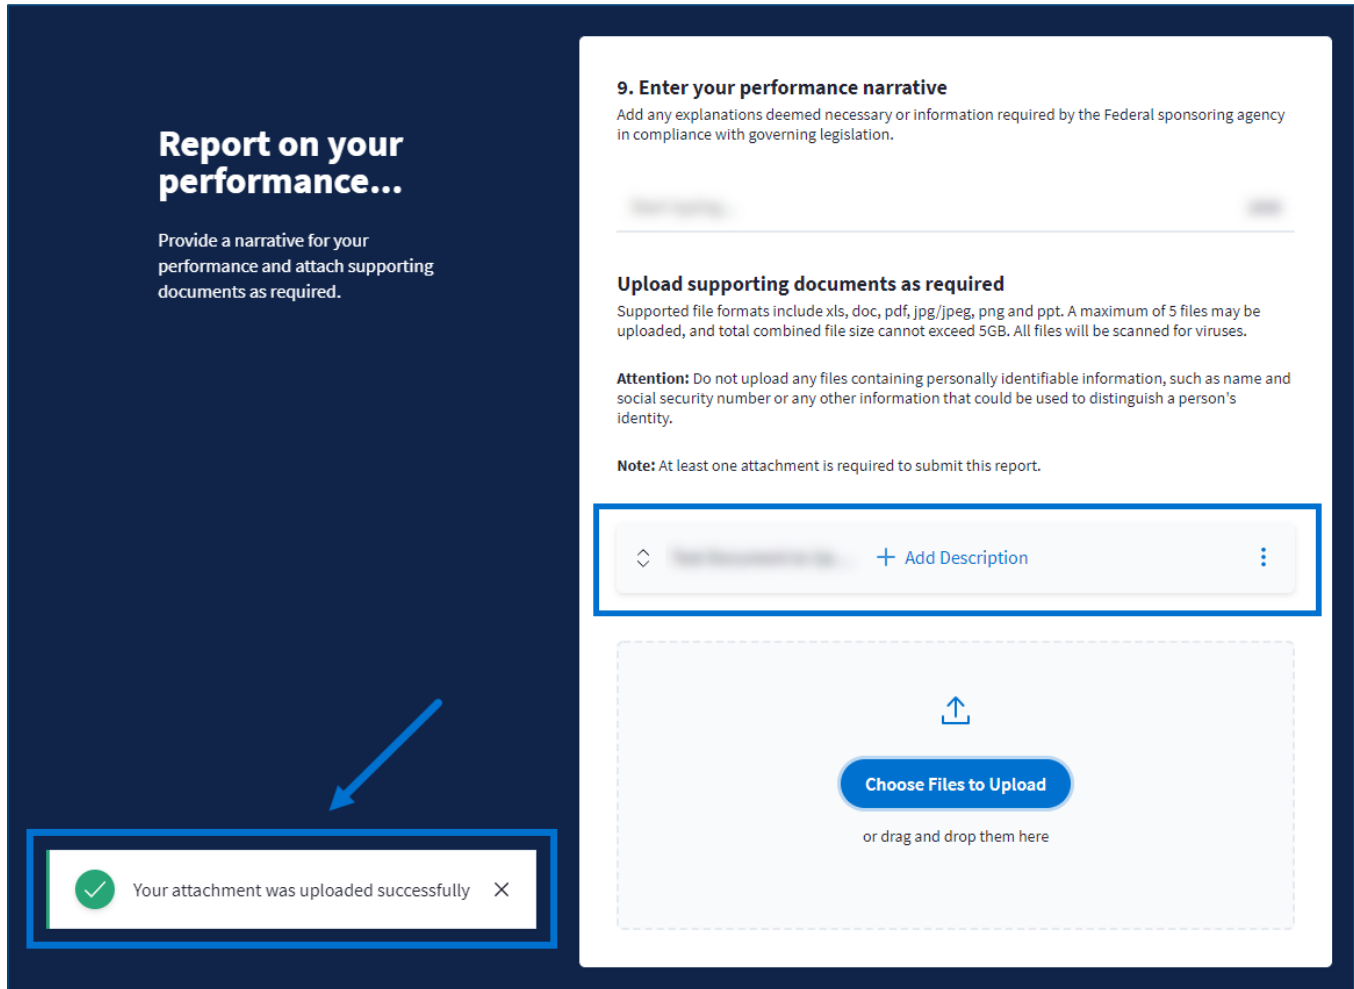 Report on your
performance...
Provide a narrative for your
performance and attach supporting
documents as required.
9. Enter your performance narrative
Add any explanations deemed necessary or information required by the Federal sponsoring agency
in compliance with governing legislation.
Upload supporting documents as required
Supported file formats include xls, doc, pdf, jpg/jpeg, png and ppt. A maximum of 5 files may be
uploaded, and total combined file size cannot exceed 5GB. All files will be scanned for viruses.
Attention: Do not upload any files containing personally identifiable information, such as name and
social security number or any other information that could be used to distinguish a person's
identity.
Note: At least one attachment is required to submit this report.
+ Add Description
Choose Files to Upload
or drag and drop them here
Your attachment was uploaded successfully